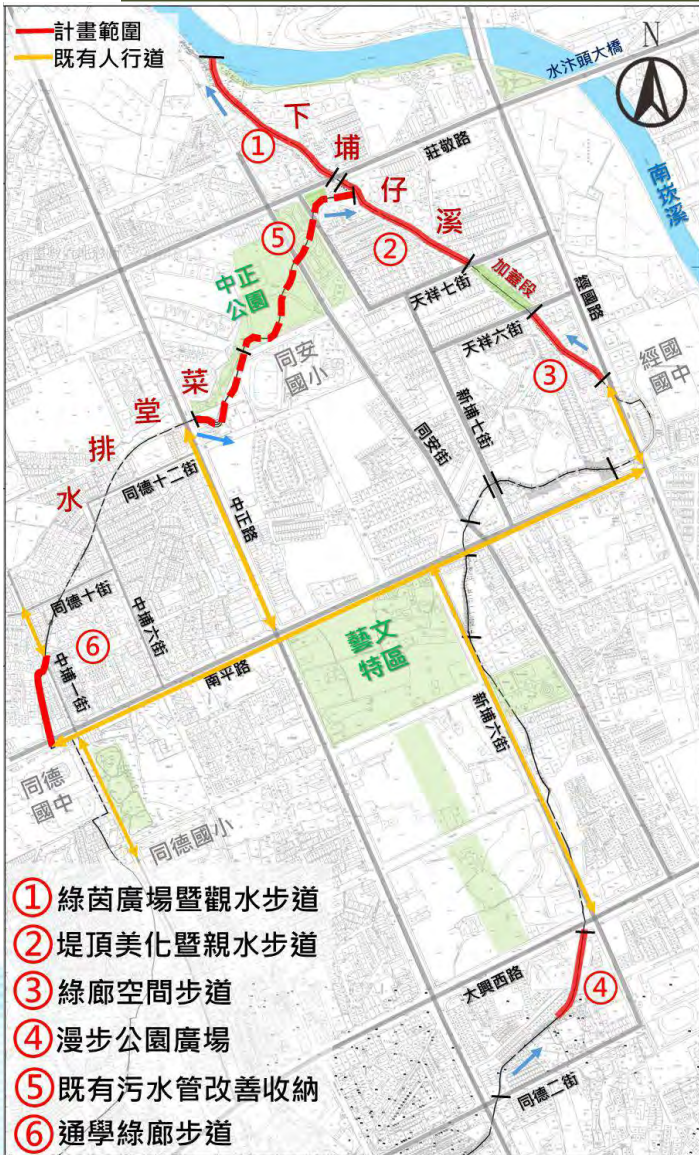 計畫範圍
既有人行道
N
水汴頭大橋
南崁溪
下埔仔溪
①
莊敬路
⑤
②
中正
公園
天祥七街
加蓋段
經國路
天祥六街
③
同安
國小
經國
國中
菜堂排水
新埔七街
同安街
同德十二街
中正路
同德十街
中埔六街
⑥
中埔一街
南平路
藝文
特區
新埔六街
同德
國中
同德國小
大興西路
④
同德二街
①綠茵廣場暨觀水步道
②堤頂美化暨親水步道
③綠廊空間步道
④漫步公園廣場
⑤既有污水管改善收納
⑥通學綠廊步道